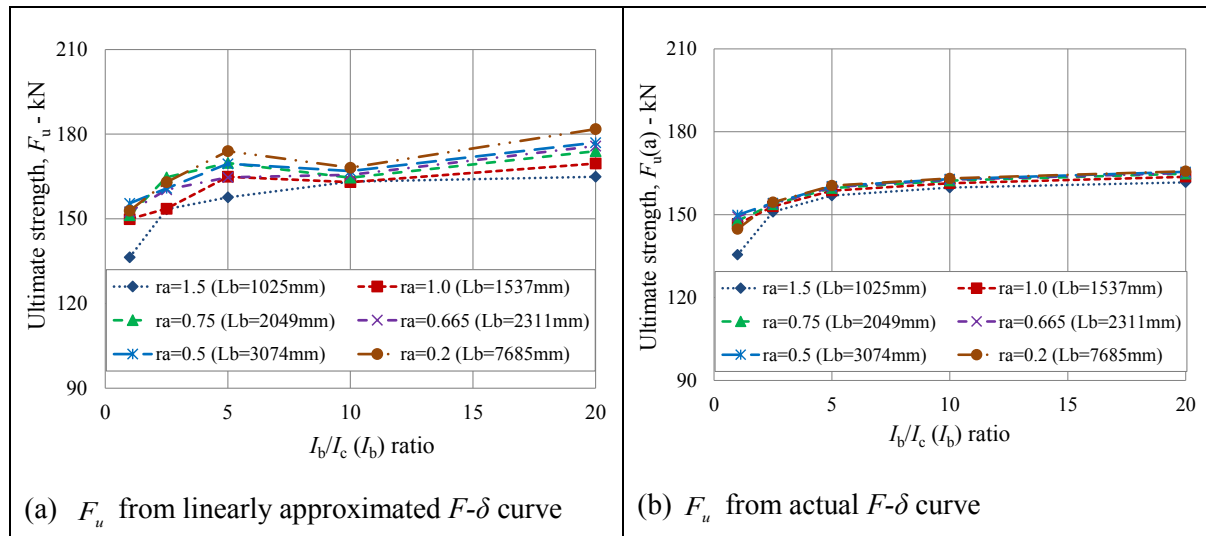 Ultimate strength, Fu - kN
210
180
150
120
90
ra=1.5 (Lb=1025mm)
ra=1.0 (Lb=1537mm)
ra=0.75 (Lb=2049mm)
ra=0.665 (Lb=2311mm)
ra=0.5 (Lb=3074mm)
ra=0.2 (Lb=7685mm)
0 5 10 15 20
Ib/Ic (Ib) ratio
(a) Fu from linearly approximated F-δ curve
Ultimate strength, Fu(a) - kN
210
180
150
120
90
ra=1.5 (Lb=1025mm)
ra=1.0 (Lb=1537mm)
ra=0.75 (Lb=2049mm)
ra=0.665 (Lb=2311mm)
ra=0.5 (Lb=3074mm)
ra=0.2 (Lb=7685mm)
0 5 10 15 20
Ib/Ic (Ib) ratio
(b) Fu from actual F-δ curve